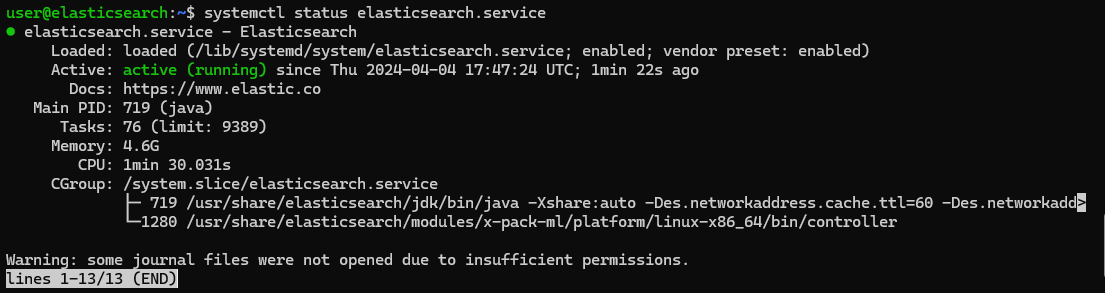 user@elasticsearch:~$ systemctl status elasticsearch.service
● elasticsearch.service - Elasticsearch
Loaded: loaded (/lib/systemd/system/elasticsearch.service; enabled; vendor preset: enabled)
Active: active (running) since Thu 2024-04-04 17:47:24 UTC; 1min 22s ago
Docs: https://www.elastic.co
Main PID: 719 (java)
Tasks: 76 (limit: 9389)
Memory: 4.6G
CPU: 1min 30.031s
CGroup: /system.slice/elasticsearch.service
├─ 719 /usr/share/elasticsearch/jdk/bin/java -Xshare:auto -Des.networkaddress.cache.ttl=60 -Des.networkadd>
└─1280 /usr/share/elasticsearch/modules/x-pack-ml/platform/linux-x86_64/bin/controller
Warning: some journal files were not opened due to insufficient permissions.
lines 1-13/13 (END)